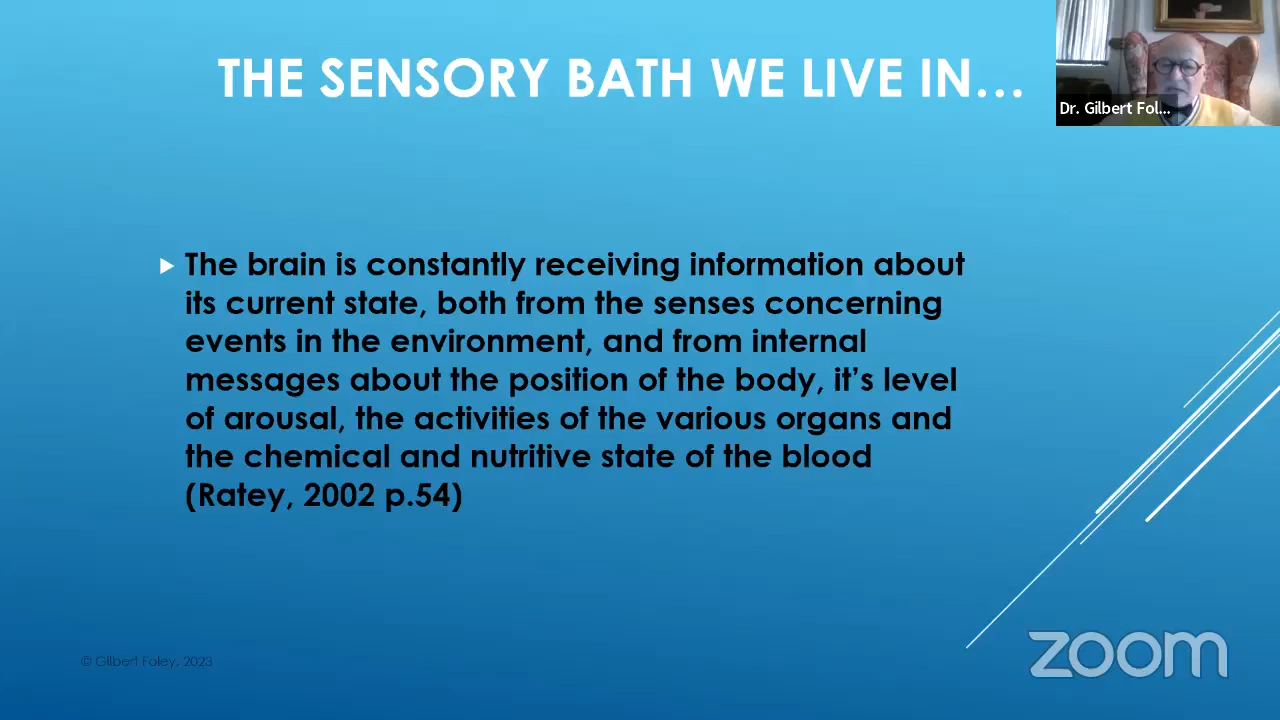 THE SENSORY BATH WE LIVE IN…
Dr. Gilbert Fol...
The brain is constantly receiving information about
its current state, both from the senses concerning
events in the environment, and from internal
messages about the position of the body, it’s level
of arousal, the activities of the various organs and
the chemical and nutritive state of the blood
(Ratey, 2002 p.54)
© Gilbert Foley, 2023
zoom